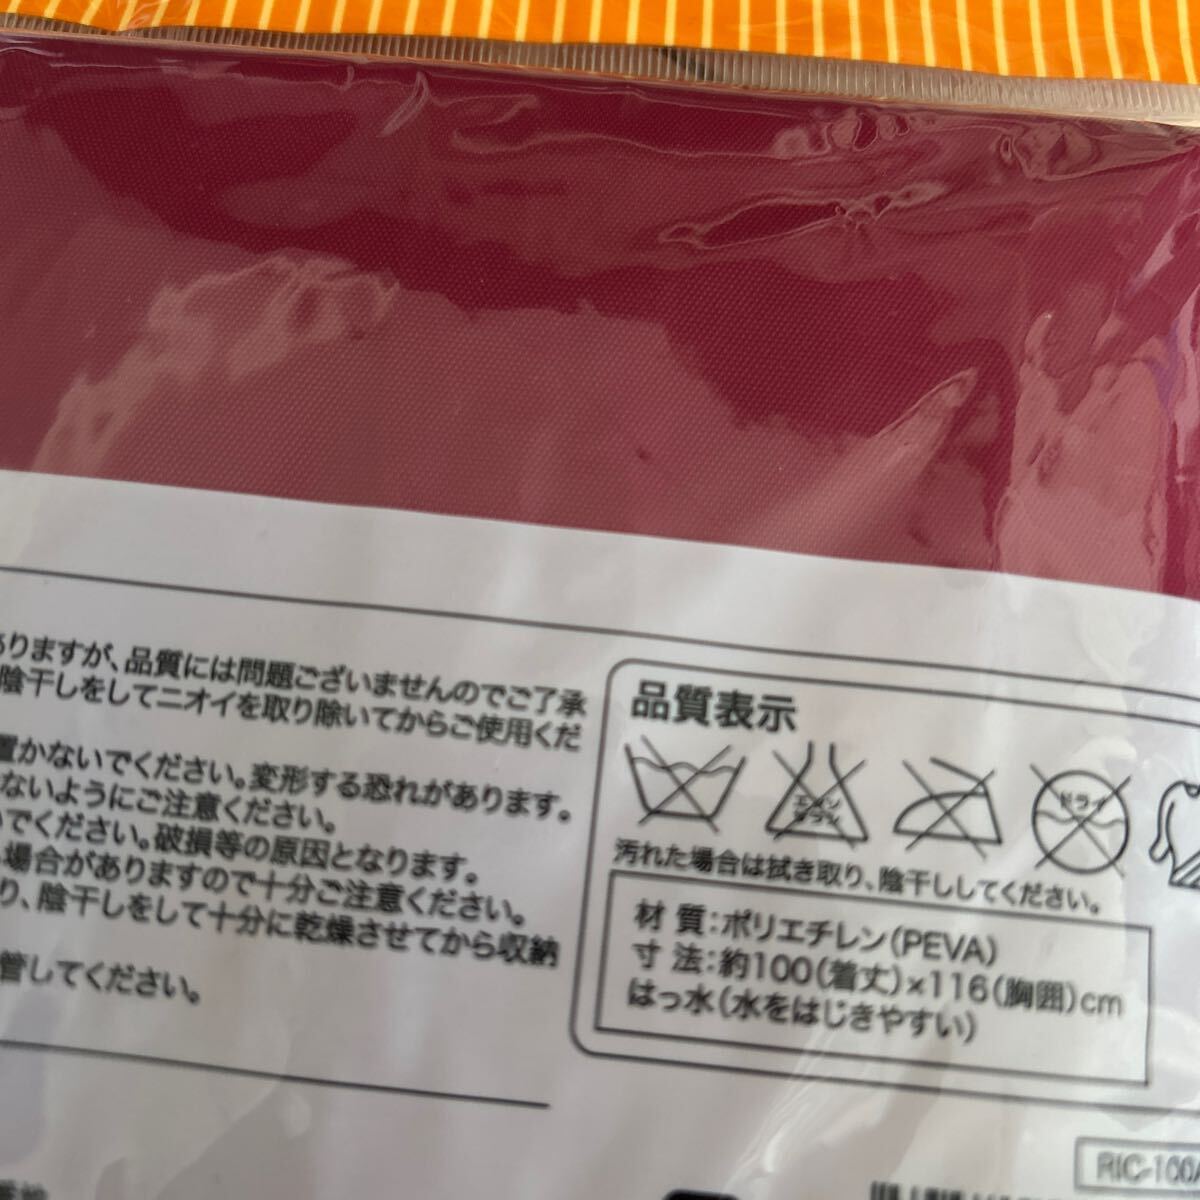 ありますが、品質には問題ございませんのでご了承
陰干しをしてニオイを取り除いてからご使用くだ
置かないでください。変形する恐れがあります。
ないようにご注意ください。
いでください。破損等の原因となります。
場合がありますので十分ご注意ください。
り、陰干しをして十分に乾燥させてから収納
管してください。
品質表示
エンソ
サラシ
ドライ
汚れた場合は拭き取り、陰干ししてください。
材 質：ポリエチレン（PEVA）
寸 法：約100（着丈）×116（胸囲）cm
はっ水（水をはじきやすい）
RIC-100A